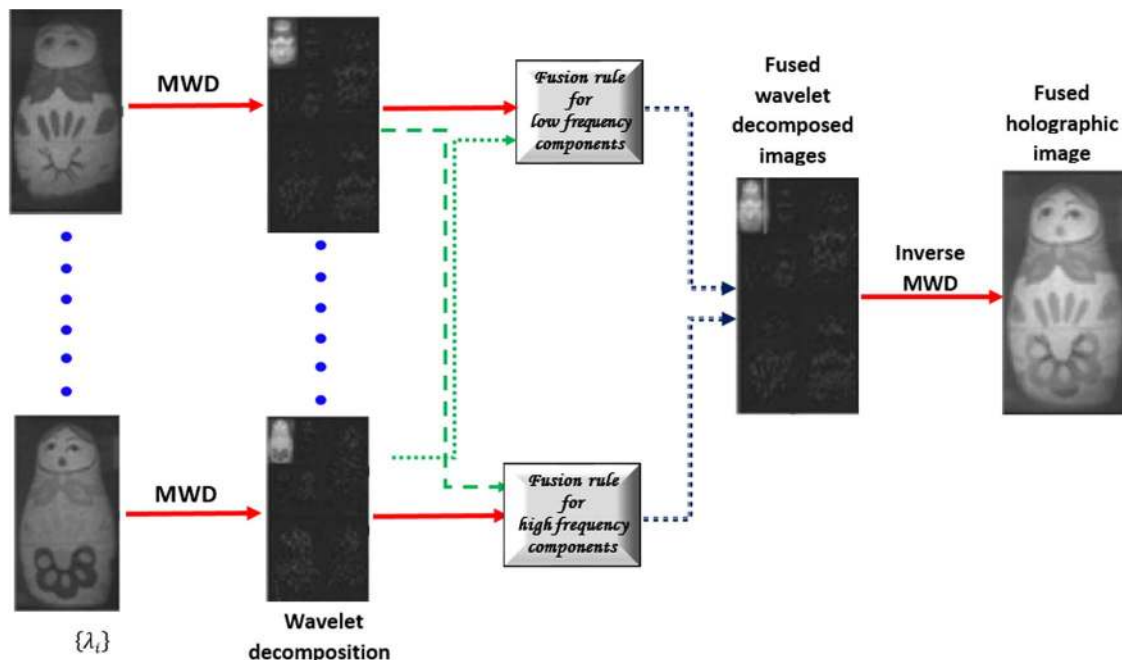 MWD
Fusion rule
for
low frequency
components
Fused
wavelet
decomposed
images
Fused
holographic
image
Inverse
MWD
MWD
Fusion rule
for
high frequency
components
{λᵢ}
Wavelet
decomposition